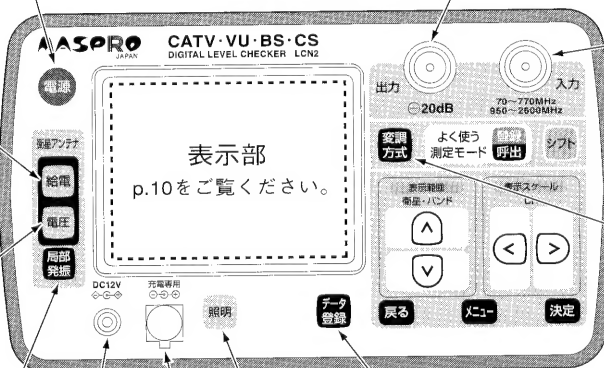 MASPRO
JAPAN
CATV・VU・BS・CS
DIGITAL LEVEL CHECKER LCN2
電源
衛星アンテナ
給電
電圧
局部
発振
表示部
p.10をご覧ください。
出力
⊖20dB
入力
70～770MHz
950～2600MHz
変調
方式
よく使う
測定モード
呼出
シフト
表示範囲
衛星・バンド
表示スケール
CH
DC12V
充電専用
照明
データ
登録
戻る
メニュー
決定